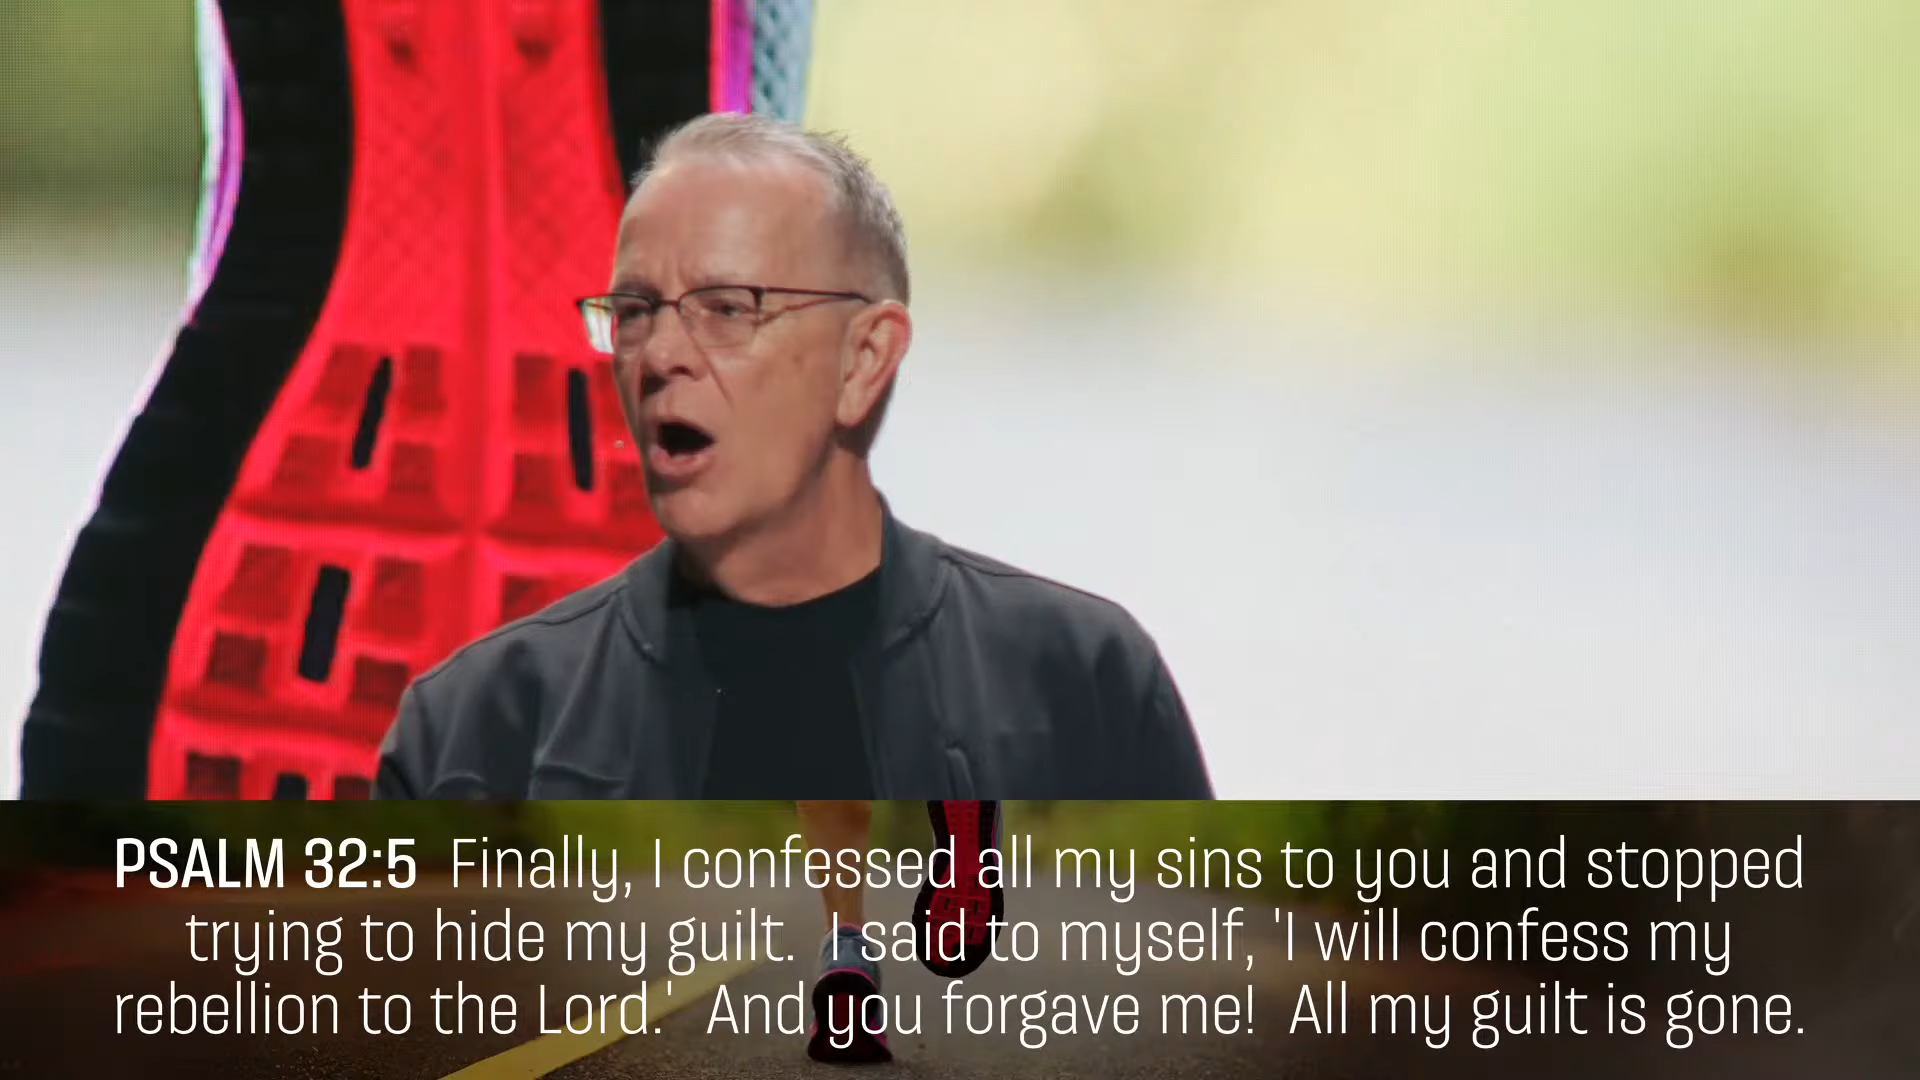 PSALM 32:5 Finally, I confessed all my sins to you and stopped
trying to hide my guilt. I said to myself, 'I will confess my
rebellion to the Lord.' And you forgave me! All my guilt is gone.